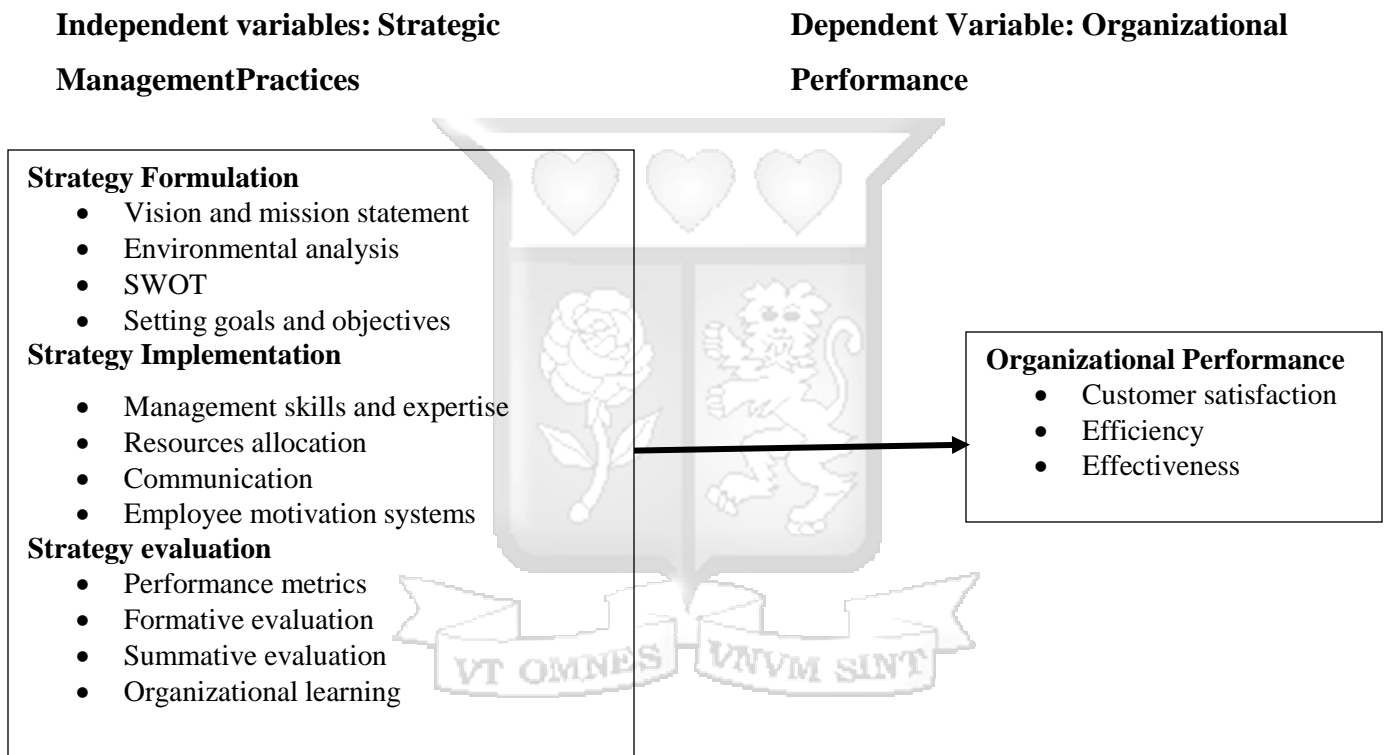 Independent variables: Strategic
ManagementPractices
Dependent Variable: Organizational
Performance
Strategy Formulation
• Vision and mission statement
• Environmental analysis
• SWOT
• Setting goals and objectives
Strategy Implementation
• Management skills and expertise
• Resources allocation
• Communication
• Employee motivation systems
Strategy evaluation
• Performance metrics
• Formative evaluation
• Summative evaluation
• Organizational learning
Organizational Performance
• Customer satisfaction
• Efficiency
• Effectiveness
VT OMNES VNVM SINT